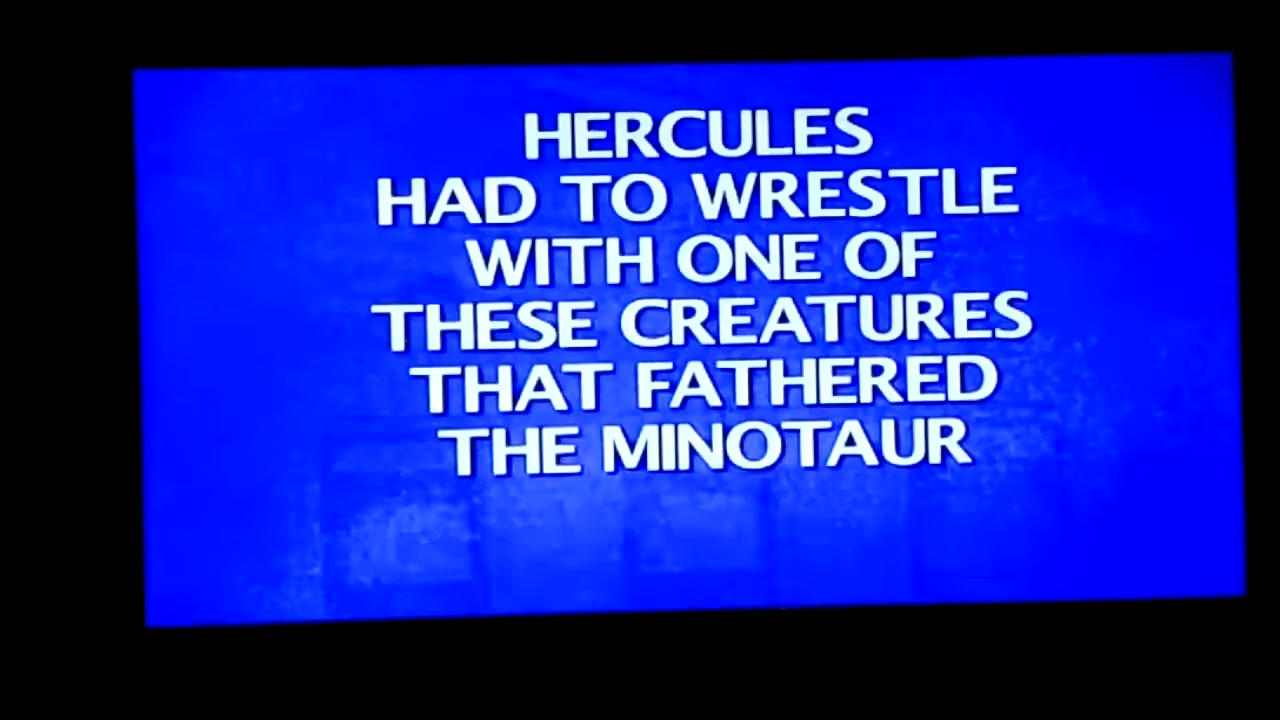 HERCULES
HAD TO WRESTLE
WITH ONE OF
THESE CREATURES
THAT FATHERED
THE MINOTAUR